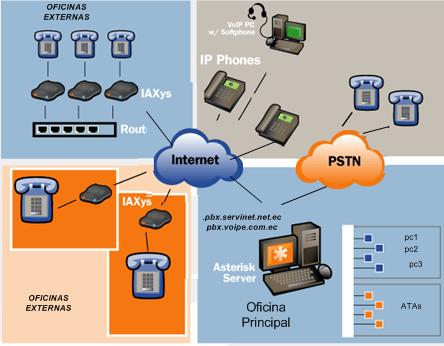 OFICINAS
EXTERNAS
IAXys
Rout
VoIP PC
w/ Softphone
IP Phones
Internet
PSTN
IAXys
OFICINAS
EXTERNAS
.pbx.servinet.net.ec
pbx.voipe.com.ec
Asterisk
Server
Oficina
Principal
pc1
pc2
pc3
ATAs